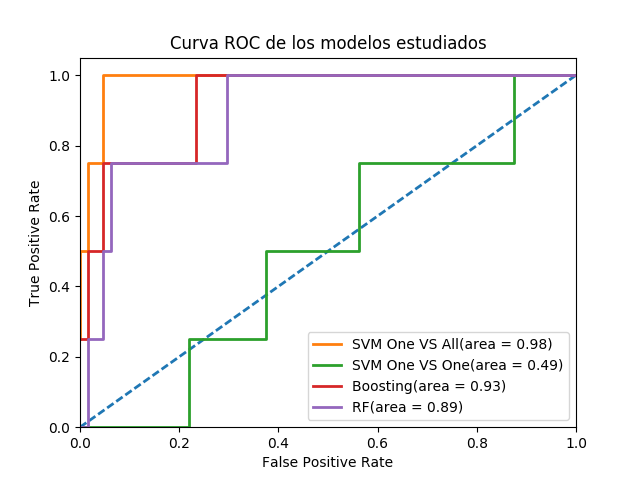 Curva ROC de los modelos estudiados
True Positive Rate
1.0
0.8
0.6
0.4
0.2
0.0
SVM One VS All(area = 0.98)
SVM One VS One(area = 0.49)
Boosting(area = 0.93)
RF(area = 0.89)
0.0 0.2 0.4 0.6 0.8 1.0
False Positive Rate